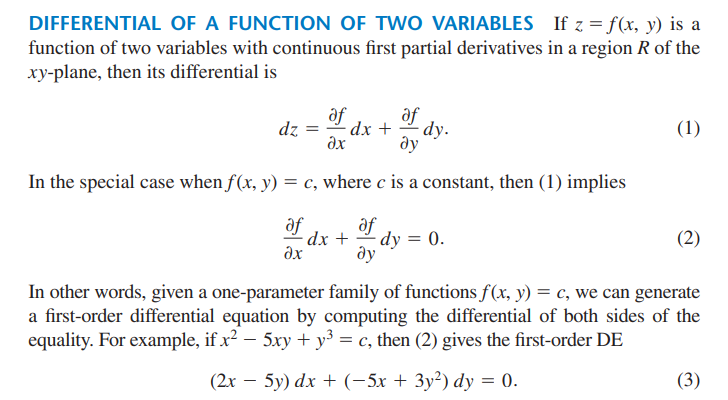 DIFFERENTIAL OF A FUNCTION OF TWO VARIABLES If z = f(x, y) is a
function of two variables with continuous first partial derivatives in a region R of the
xy-plane, then its differential is
dz = ∂f/∂x dx + ∂f/∂y dy. (1)
In the special case when f(x, y) = c, where c is a constant, then (1) implies
∂f/∂x dx + ∂f/∂y dy = 0. (2)
In other words, given a one-parameter family of functions f(x, y) = c, we can generate
a first-order differential equation by computing the differential of both sides of the
equality. For example, if x² − 5xy + y³ = c, then (2) gives the first-order DE
(2x − 5y) dx + (−5x + 3y²) dy = 0. (3)